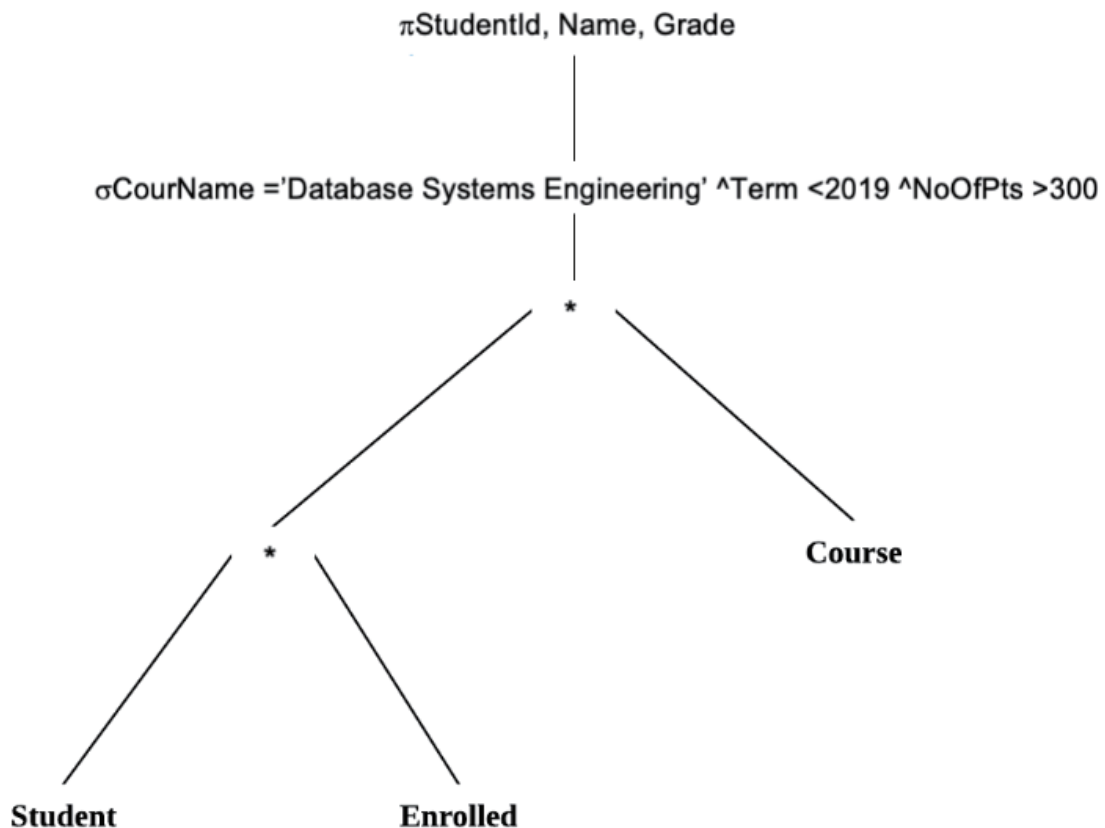 πStudentId, Name, Grade
σCourName =’Database Systems Engineering’ ^Term <2019 ^NoOfPts >300
*
*
Course
Student
Enrolled